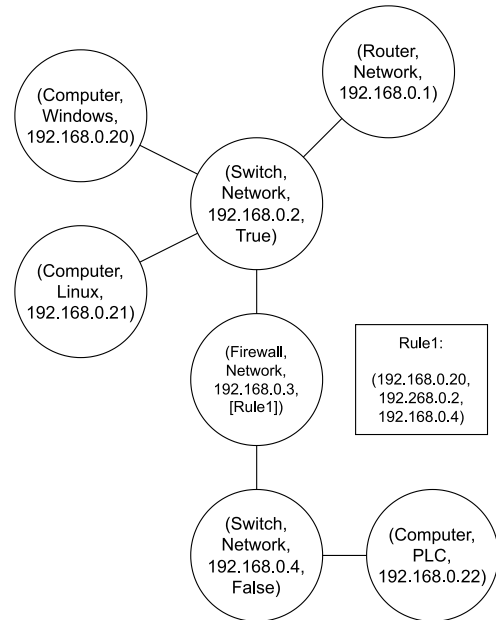 (Router,
Network,
192.168.0.1)
(Computer,
Windows,
192.168.0.20)
(Switch,
Network,
192.168.0.2,
True)
(Computer,
Linux,
192.168.0.21)
(Firewall,
Network,
192.168.0.3,
[Rule1])
Rule1:
(192.168.0.20,
192.268.0.2,
192.168.0.4)
(Switch,
Network,
192.168.0.4,
False)
(Computer,
PLC,
192.168.0.22)